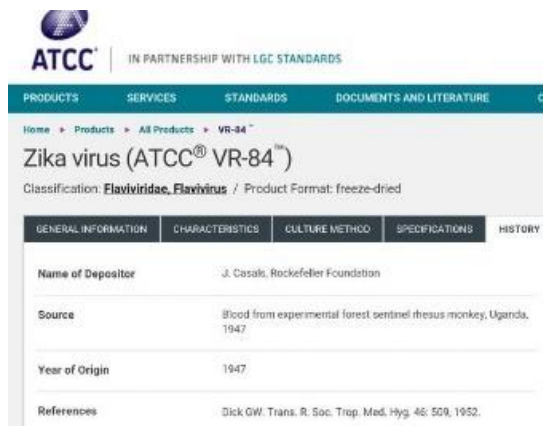 ATCC® IN PARTNERSHIP WITH LGC STANDARDS
PRODUCTS SERVICES STANDARDS DOCUMENTS AND LITERATURE
Home ▸ Products ▸ All Products ▸ VR-84™
Zika virus (ATCC® VR-84™)
Classification: Flaviviridae, Flavivirus / Product Format: freeze-dried
GENERAL INFORMATION CHARACTERISTICS CULTURE METHOD SPECIFICATIONS HISTORY
Name of Depositor J. Casals, Rockefeller Foundation
Source Blood from experimental forest sentinel rhesus monkey, Uganda,
1947
Year of Origin 1947
References Dick GW. Trans. R. Soc. Trop. Med. Hyg. 46: 509, 1952.